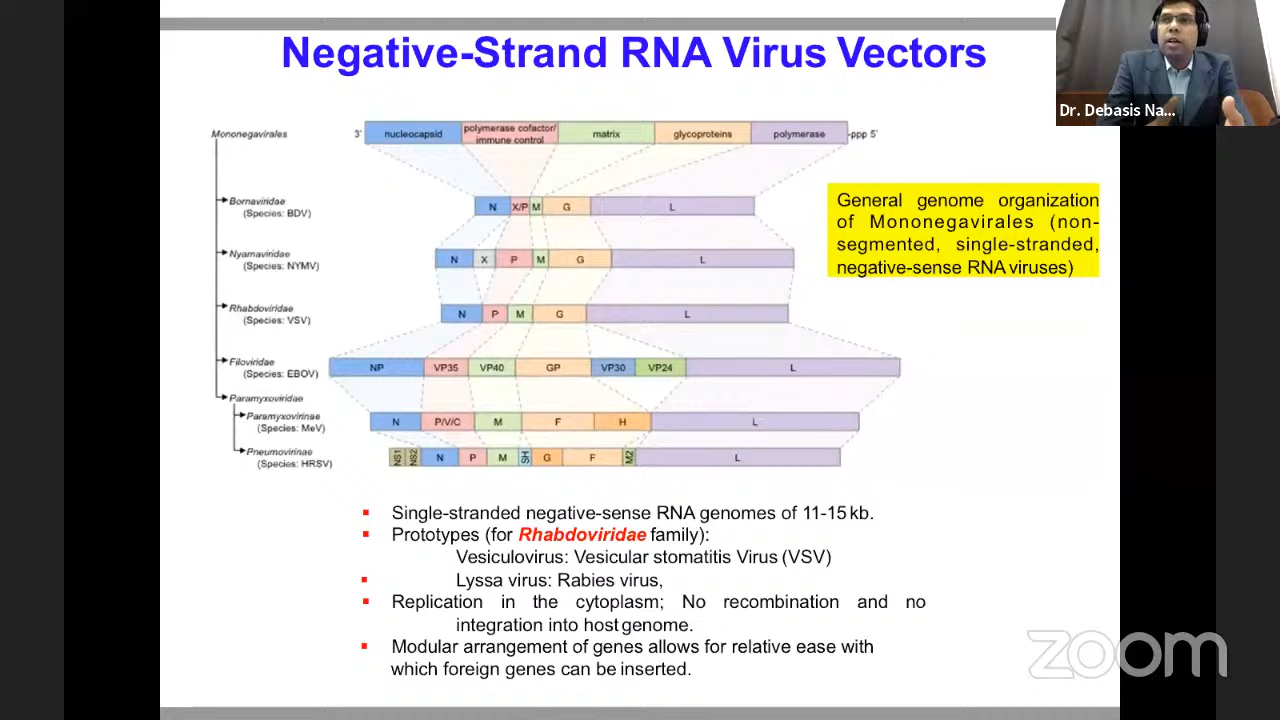 Negative-Strand RNA Virus Vectors
Dr. Debasis Na...
Mononegavirales
3' nucleocapsid polymerase cofactor/ immune control matrix glycoproteins polymerase -ppp 5'
Bornaviridae
(Species: BDV)
N X/P M G L
General genome organization
of Mononegavirales (non-
segmented, single-stranded,
negative-sense RNA viruses)
Nyamaviridae
(Species: NYMV)
N X P M G L
Rhabdoviridae
(Species: VSV)
N P M G L
Filoviridae
(Species: EBOV)
NP VP35 VP40 GP VP30 VP24 L
Paramyxoviridae
Paramyxovirinae
(Species: MeV)
N P/V/C M F H L
Pneumovirinae
(Species: HRSV)
NS1 NS2 N P M SH G F M2 L
Single-stranded negative-sense RNA genomes of 11-15 kb.
Prototypes (for Rhabdoviridae family):
Vesiculovirus: Vesicular stomatitis Virus (VSV)
Lyssa virus: Rabies virus,
Replication in the cytoplasm; No recombination and no
integration into host genome.
Modular arrangement of genes allows for relative ease with
which foreign genes can be inserted.
zoom